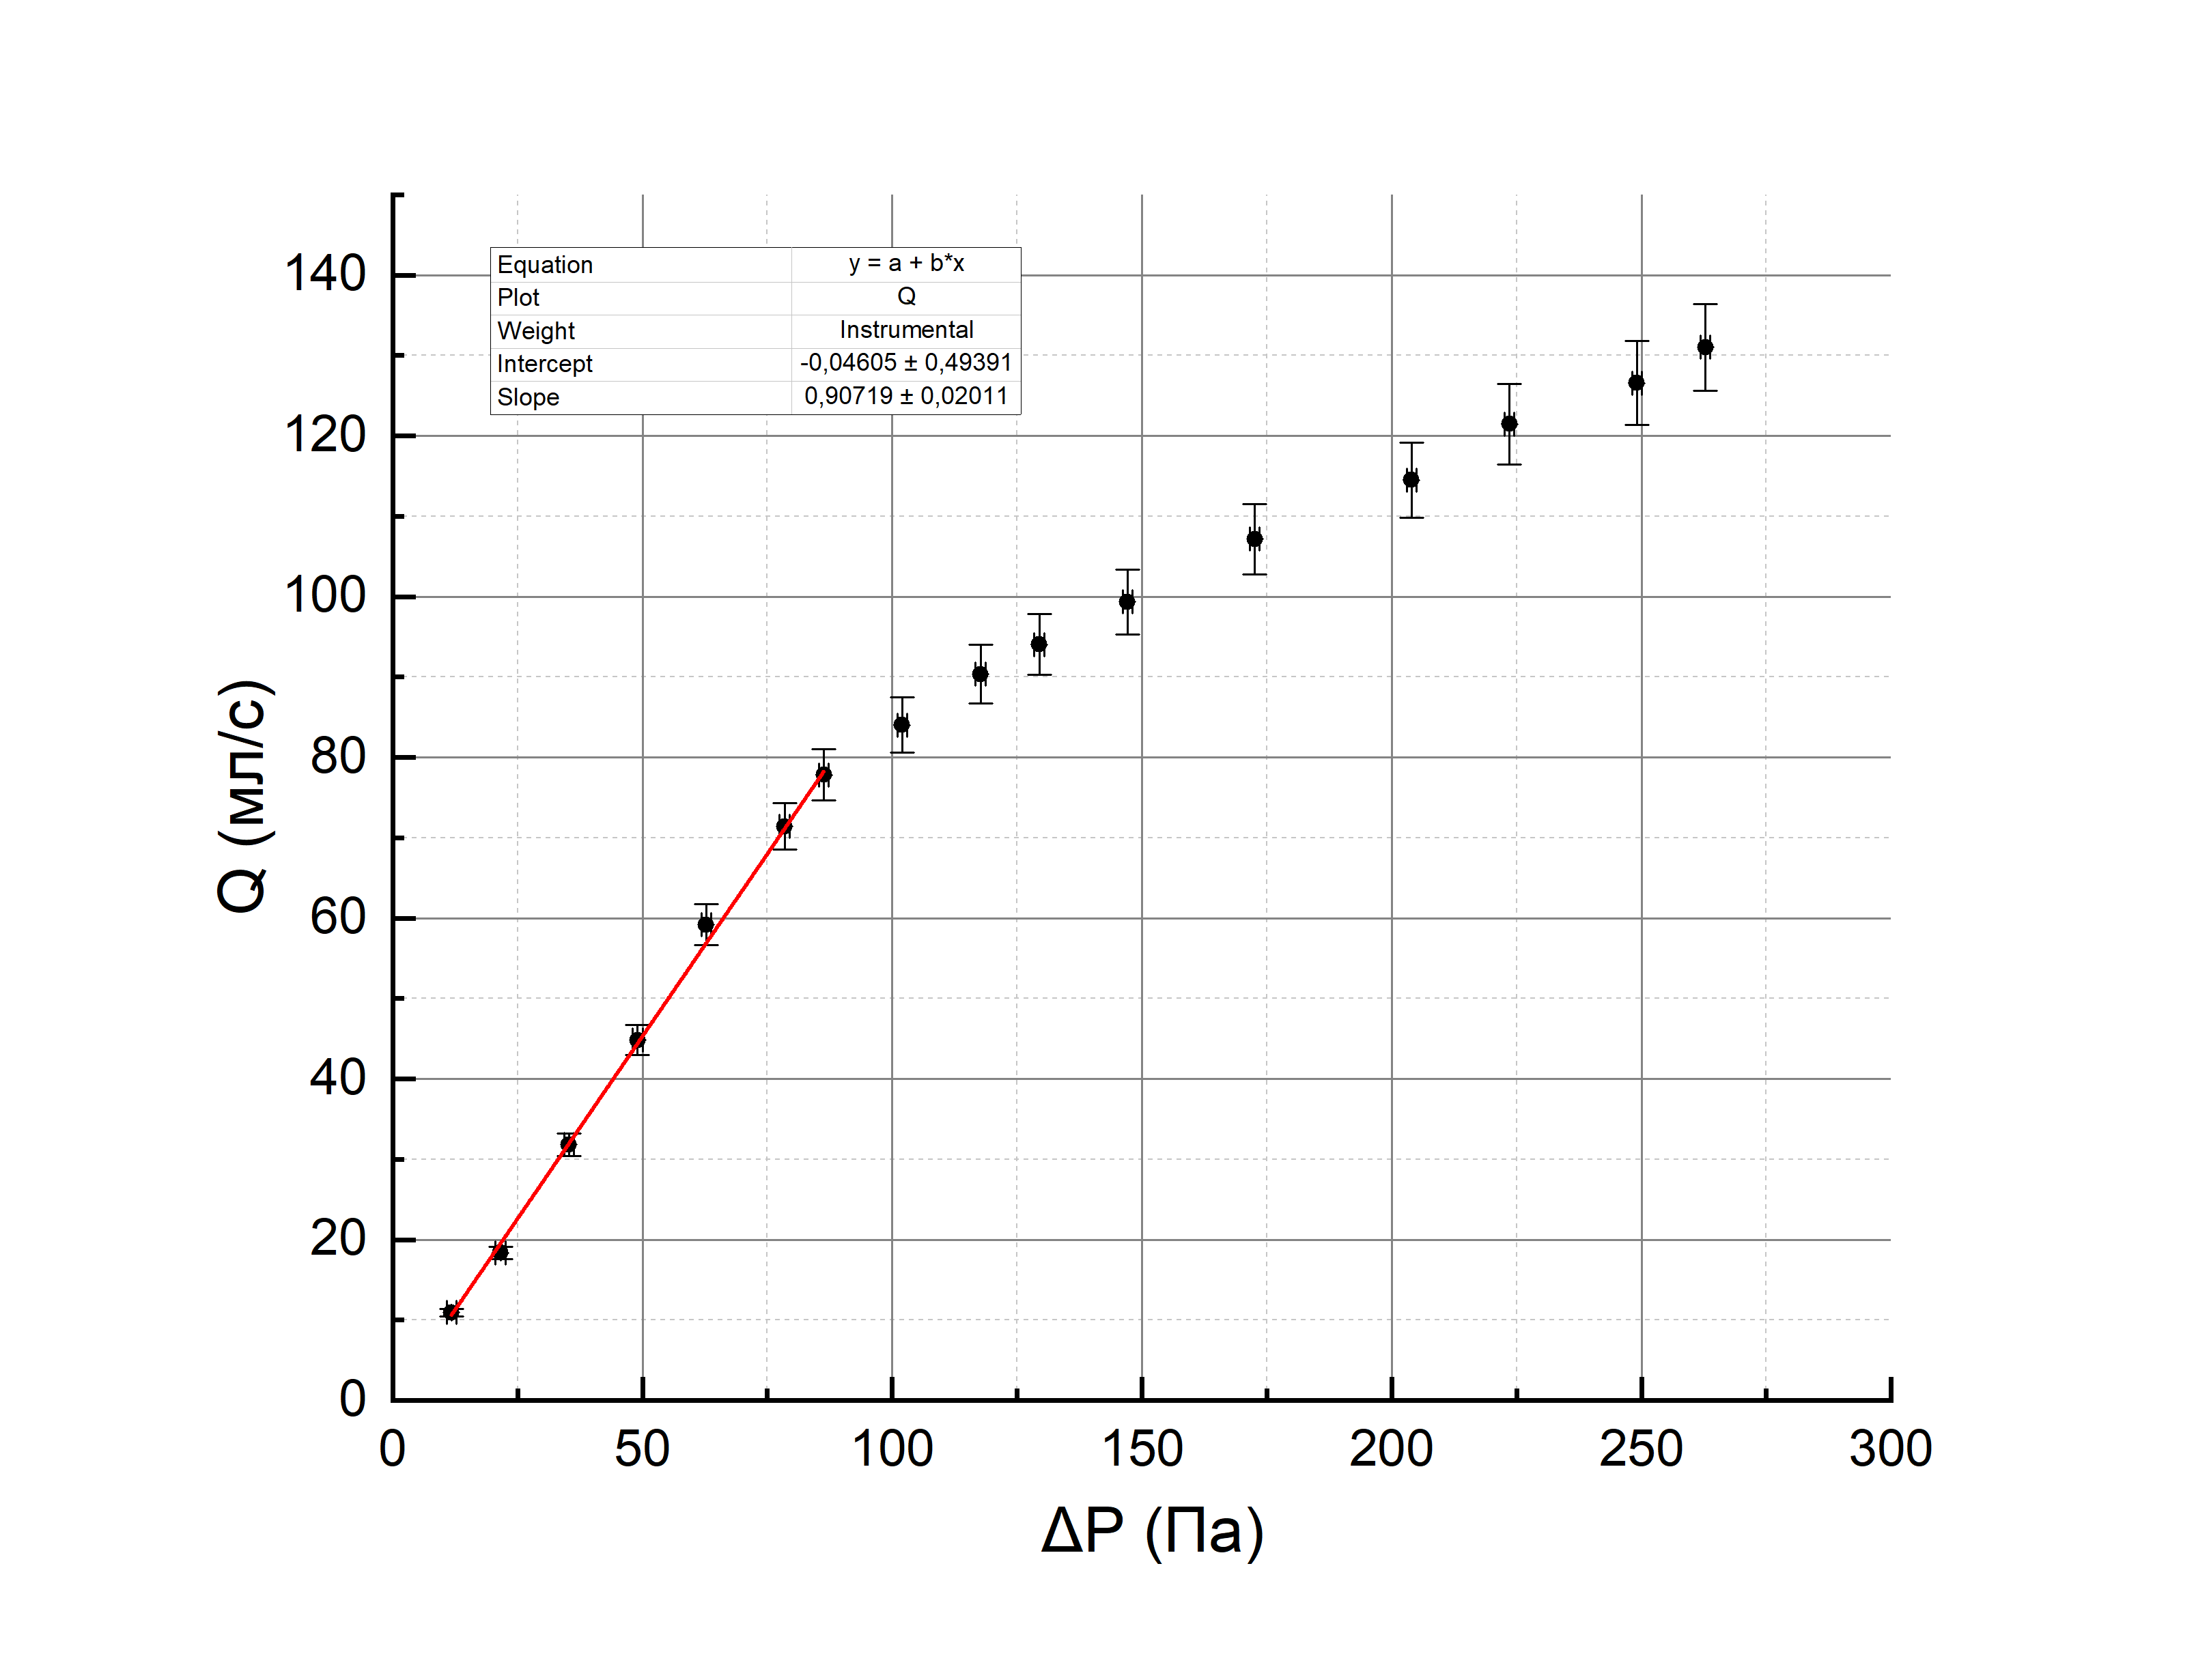 Equation y = a + b*x
Plot Q
Weight Instrumental
Intercept -0,04605 ± 0,49391
Slope 0,90719 ± 0,02011
140
120
100
80
60
40
20
0
Q (мл/с)
0 50 100 150 200 250 300
ΔP (Па)